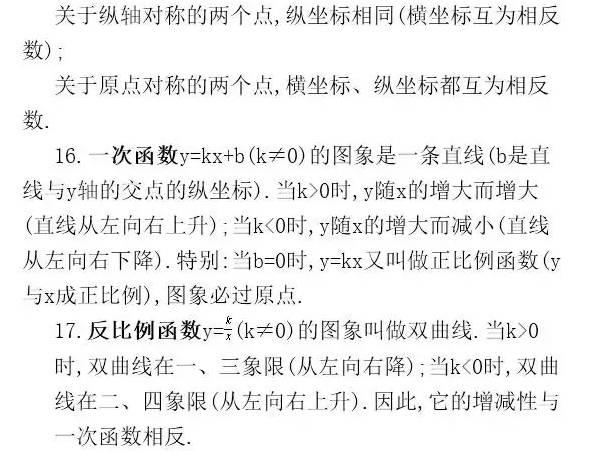 关于纵轴对称的两个点,纵坐标相同(横坐标互为相反
数);
关于原点对称的两个点,横坐标、纵坐标都互为相反
数.
16.一次函数y=kx+b(k≠0)的图象是一条直线(b是直
线与y轴的交点的纵坐标).当k>0时,y随x的增大而增大
(直线从左向右上升);当k<0时,y随x的增大而减小(直线
从左向右下降).特别:当b=0时,y=kx又叫做正比例函数(y
与x成正比例),图象必过原点.
17.反比例函数y=k/x(k≠0)的图象叫做双曲线.当k>0
时,双曲线在一、三象限(从左向右降);当k<0时,双曲
线在二、四象限(从左向右上升).因此,它的增减性与
一次函数相反.